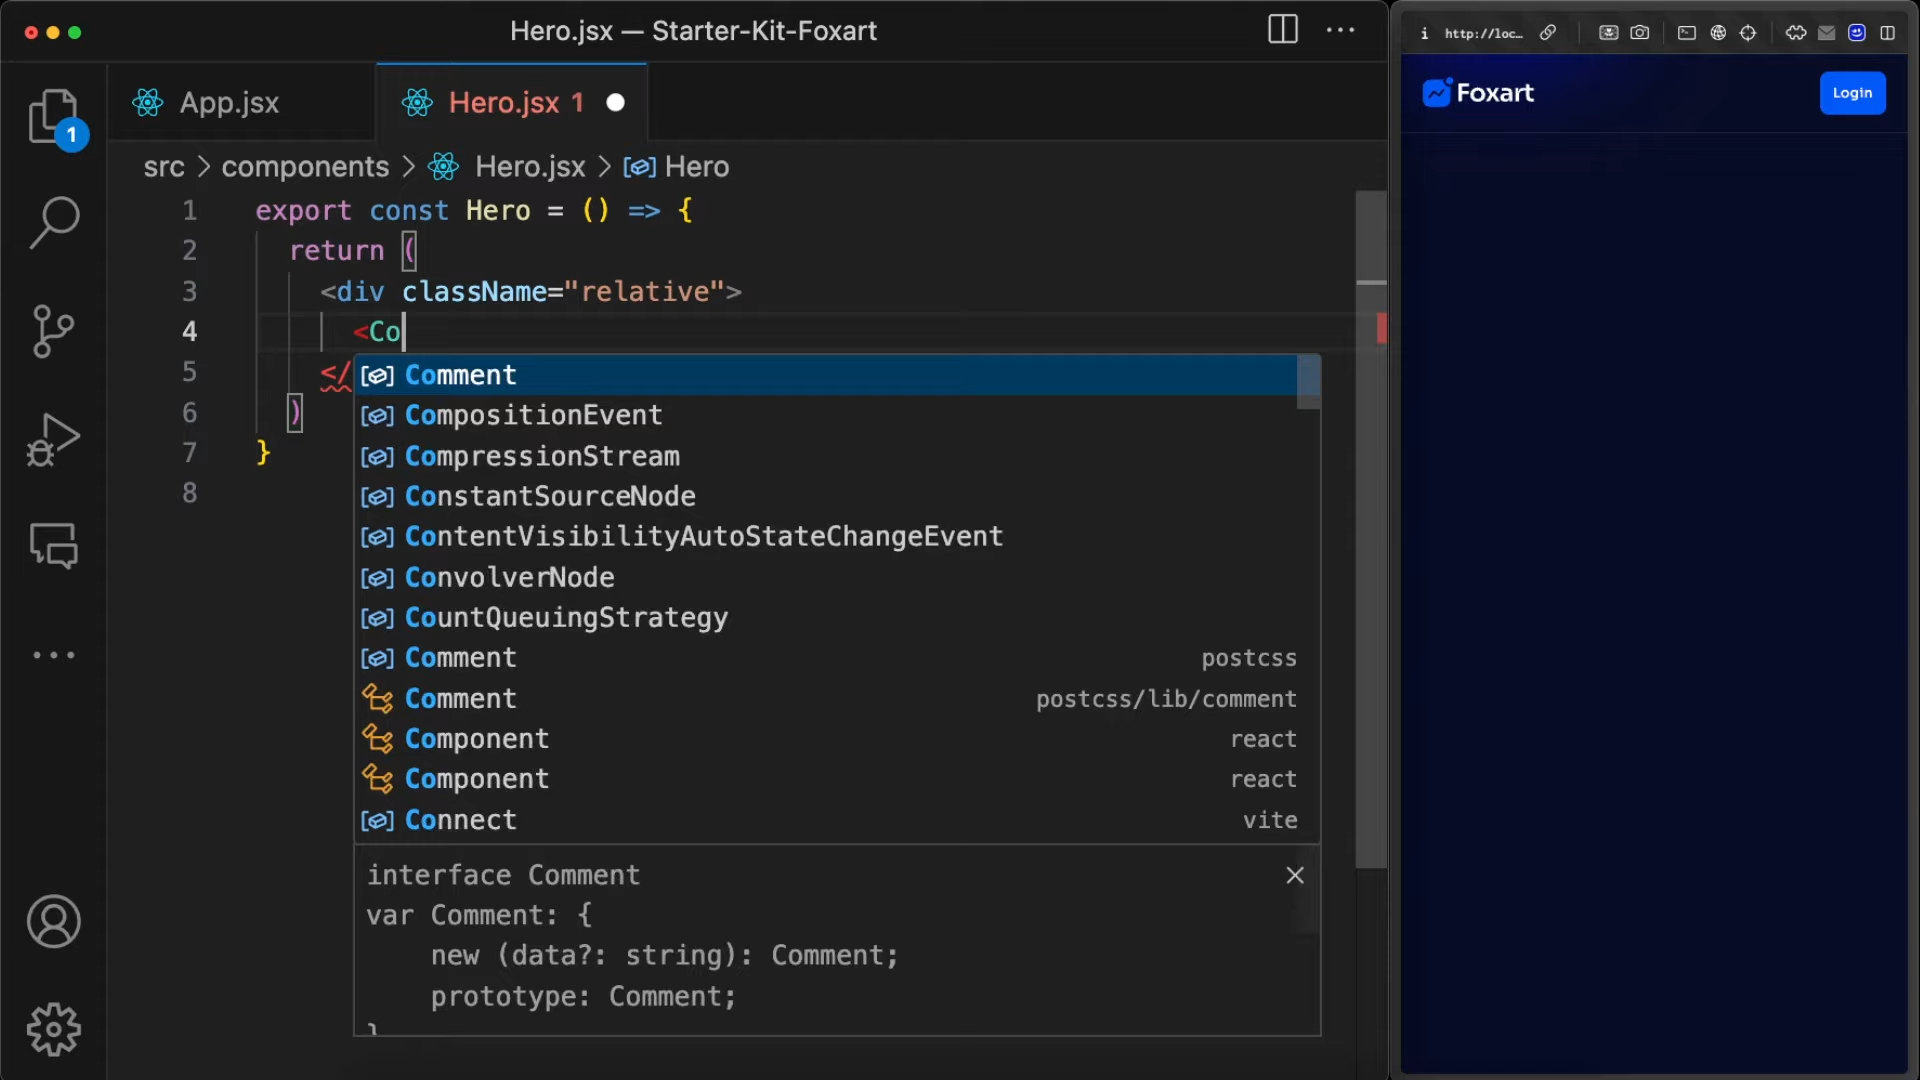 Hero.jsx — Starter-Kit-Foxart
http://loc…
1
App.jsx
Hero.jsx 1
Foxart
Login
src > components > Hero.jsx > Hero
1 export const Hero = () => {
2 return (
3 <div className="relative">
4 <Co
5 </
6 )
7 }
8
Comment
CompositionEvent
CompressionStream
ConstantSourceNode
ContentVisibilityAutoStateChangeEvent
ConvolverNode
CountQueuingStrategy
Comment postcss
Comment postcss/lib/comment
Component react
Component react
Connect vite
interface Comment
var Comment: {
new (data?: string): Comment;
prototype: Comment;
}